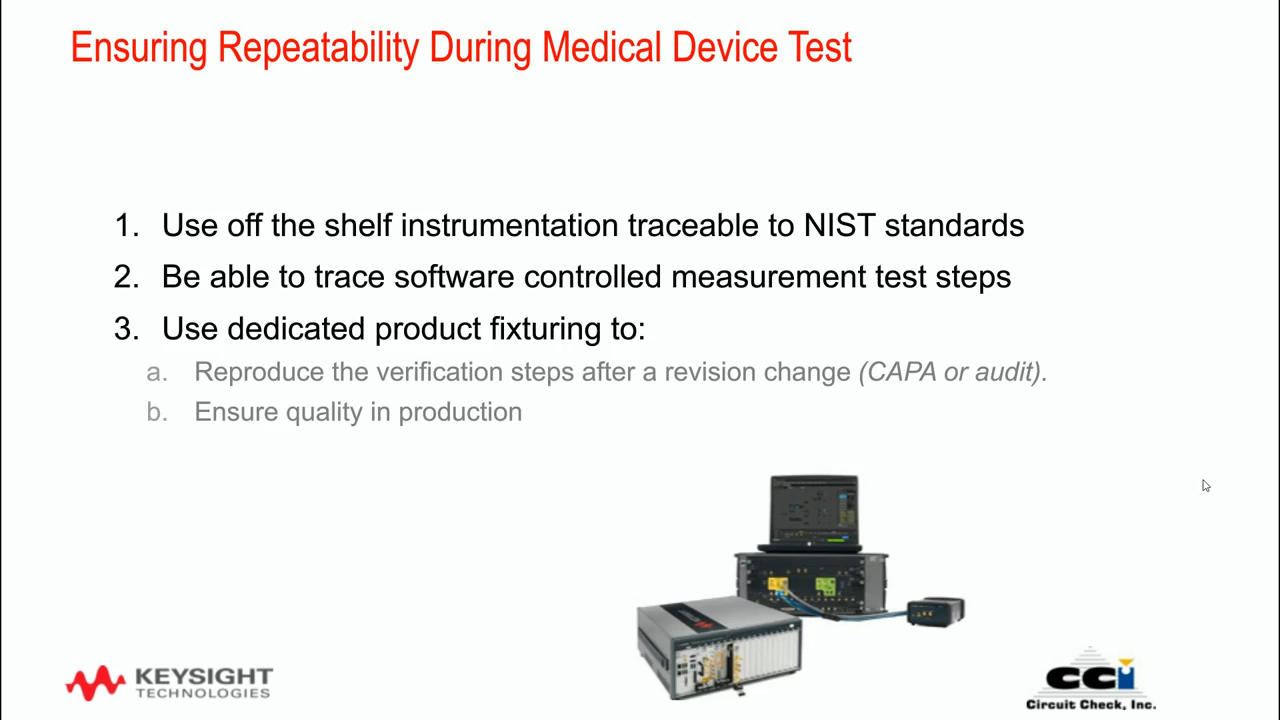 Ensuring Repeatability During Medical Device Test
1. Use off the shelf instrumentation traceable to NIST standards
2. Be able to trace software controlled measurement test steps
3. Use dedicated product fixturing to:
a. Reproduce the verification steps after a revision change (CAPA or audit).
b. Ensure quality in production
KEYSIGHT
TECHNOLOGIES
CCI
Circuit Check, Inc.